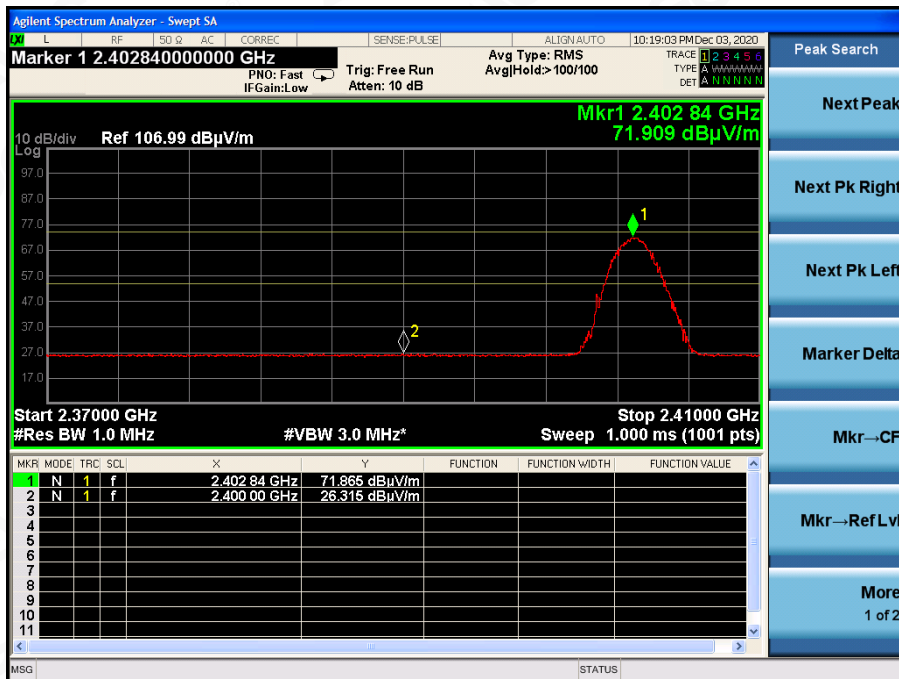 Agilent Spectrum Analyzer - Swept SA
LXI L RF 50 Ω AC CORREC SENSE:PULSE ALIGN AUTO 10:19:03 PM Dec 03, 2020
Marker 1 2.402840000000 GHz
PNO: Fast
IFGain:Low
Trig: Free Run
Atten: 10 dB
Avg Type: RMS
Avg|Hold:>100/100
TRACE 1 2 3 4 5 6
TYPE A WWWWW
DET A N N N N N
Peak Search
Next Peak
Next Pk Right
Next Pk Left
Marker Delta
Mkr→CF
Mkr→Ref Lvl
More
1 of 2
Mkr1 2.402 84 GHz
71.909 dBµV/m
10 dB/div Ref 106.99 dBµV/m
Log
97.0
87.0
77.0
67.0
57.0
47.0
37.0
27.0
17.0
1
2
Start 2.37000 GHz Stop 2.41000 GHz
#Res BW 1.0 MHz #VBW 3.0 MHz* Sweep 1.000 ms (1001 pts)
MKR MODE TRC SCL X Y FUNCTION FUNCTION WIDTH FUNCTION VALUE
1 N 1 f 2.402 84 GHz 71.865 dBµV/m
2 N 1 f 2.400 00 GHz 26.315 dBµV/m
3
4
5
6
7
8
9
10
11
MSG STATUS